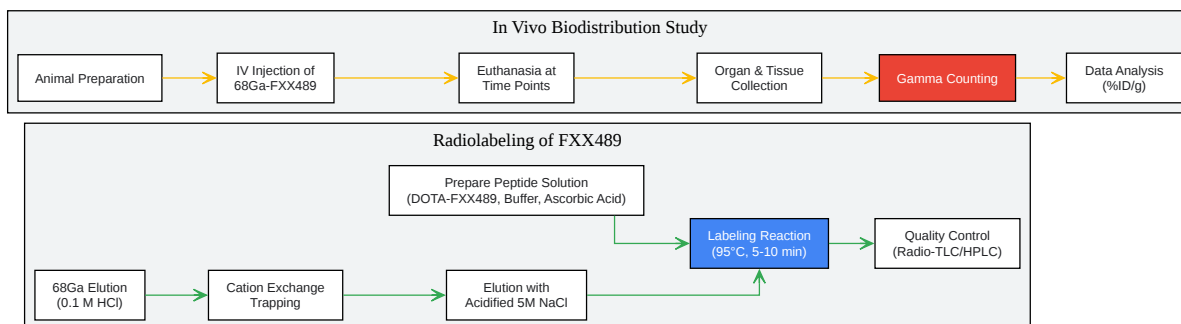 In Vivo Biodistribution Study
Animal Preparation
IV Injection of
68Ga-FXX489
Euthanasia at
Time Points
Organ & Tissue
Collection
Gamma Counting
Data Analysis
(%ID/g)
Radiolabeling of FXX489
Prepare Peptide Solution
(DOTA-FXX489, Buffer, Ascorbic Acid)
Labeling Reaction
(95°C, 5-10 min)
Quality Control
(Radio-TLC/HPLC)
68Ga Elution
(0.1 M HCl)
Cation Exchange
Trapping
Elution with
Acidified 5M NaCl